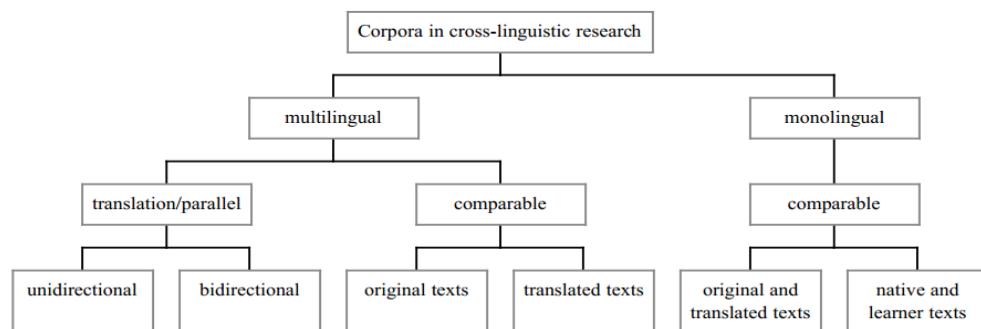 Corpora in cross-linguistic research
multilingual
monolingual
translation/parallel
comparable
comparable
unidirectional
bidirectional
original texts
translated texts
original and
translated texts
native and
learner texts